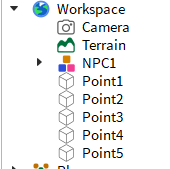 Workspace
Camera
Terrain
NPC1
Point1
Point2
Point3
Point4
Point5